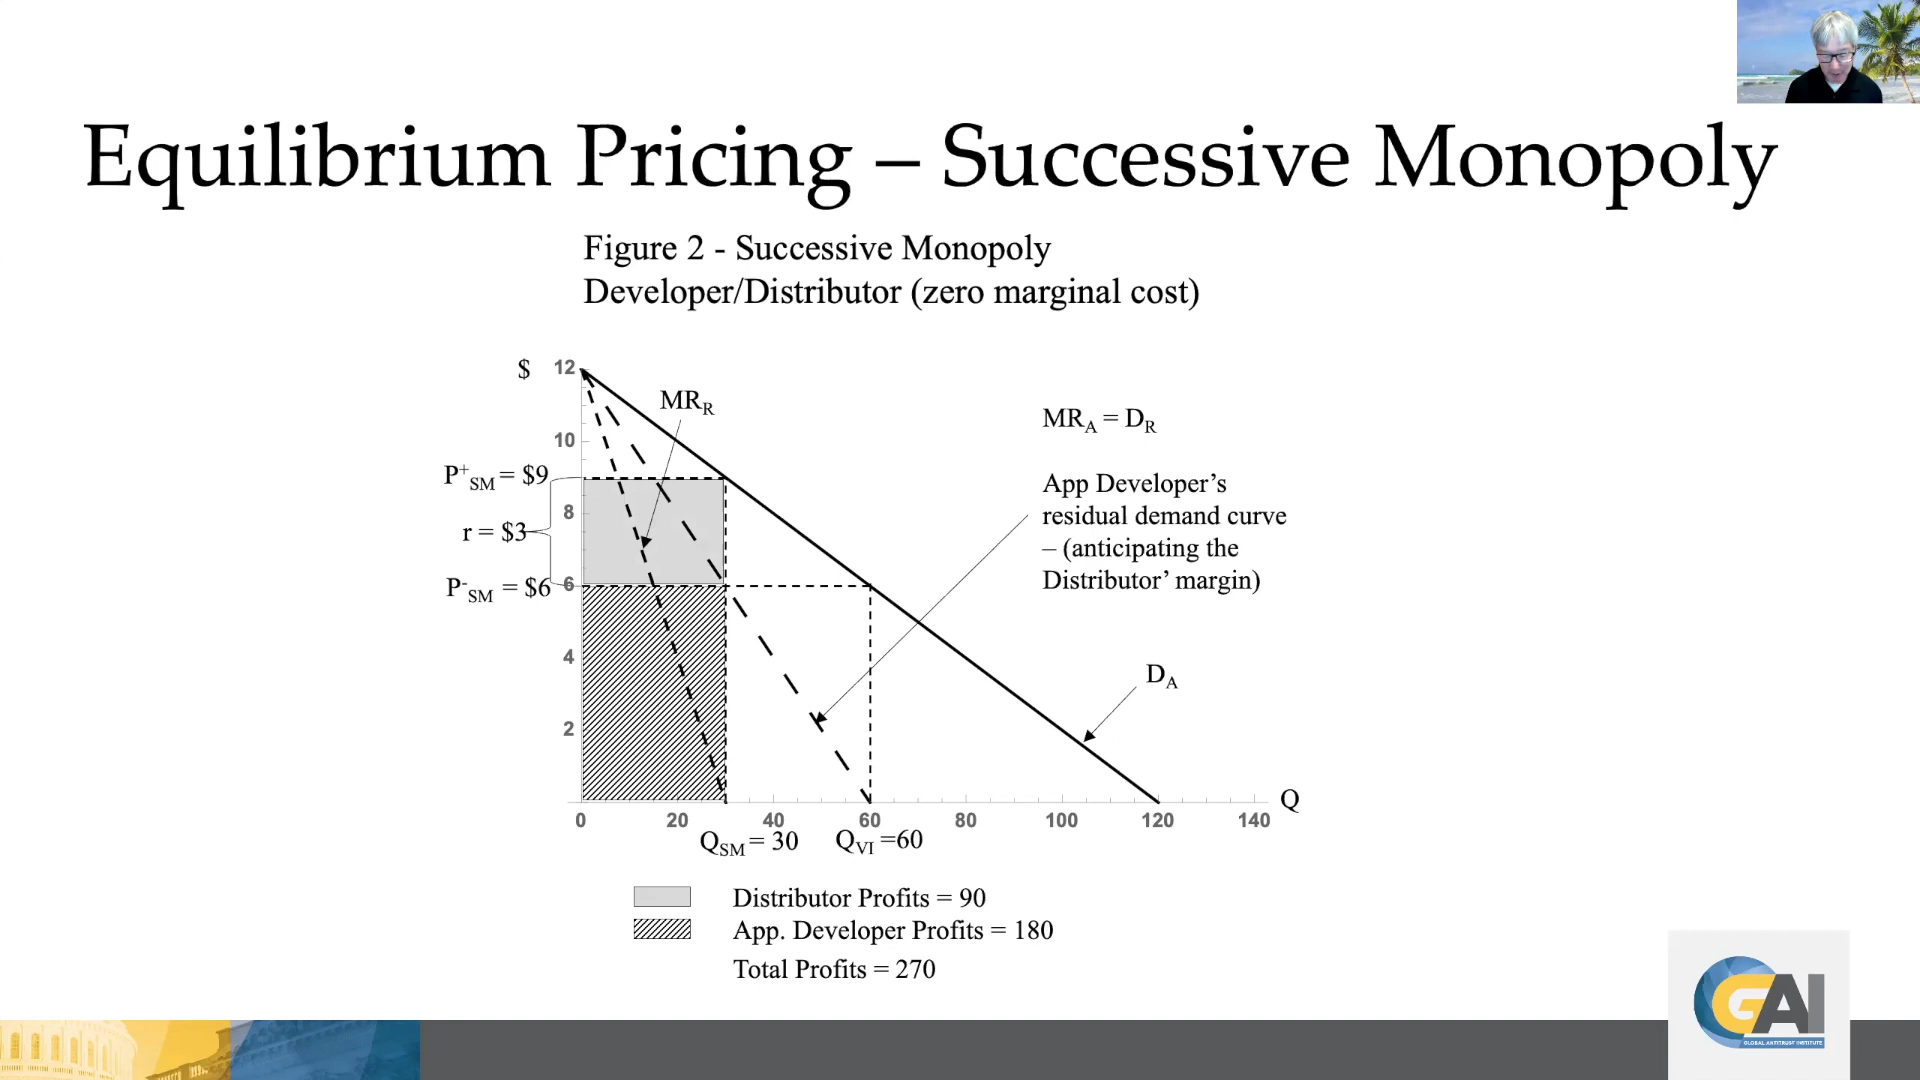 Equilibrium Pricing – Successive Monopoly
Figure 2 - Successive Monopoly
Developer/Distributor (zero marginal cost)
$ 12
MR_R
10
MR_A = D_R
P^+_SM = $9
App Developer’s
8
residual demand curve
r = $3
– (anticipating the
P^-_SM = $6 6
Distributor’ margin)
4
D_A
2
Q
0 20 40 60 80 100 120 140
Q_SM = 30 Q_VI =60
Distributor Profits = 90
App. Developer Profits = 180
Total Profits = 270
GAI
GLOBAL ANTITRUST INSTITUTE